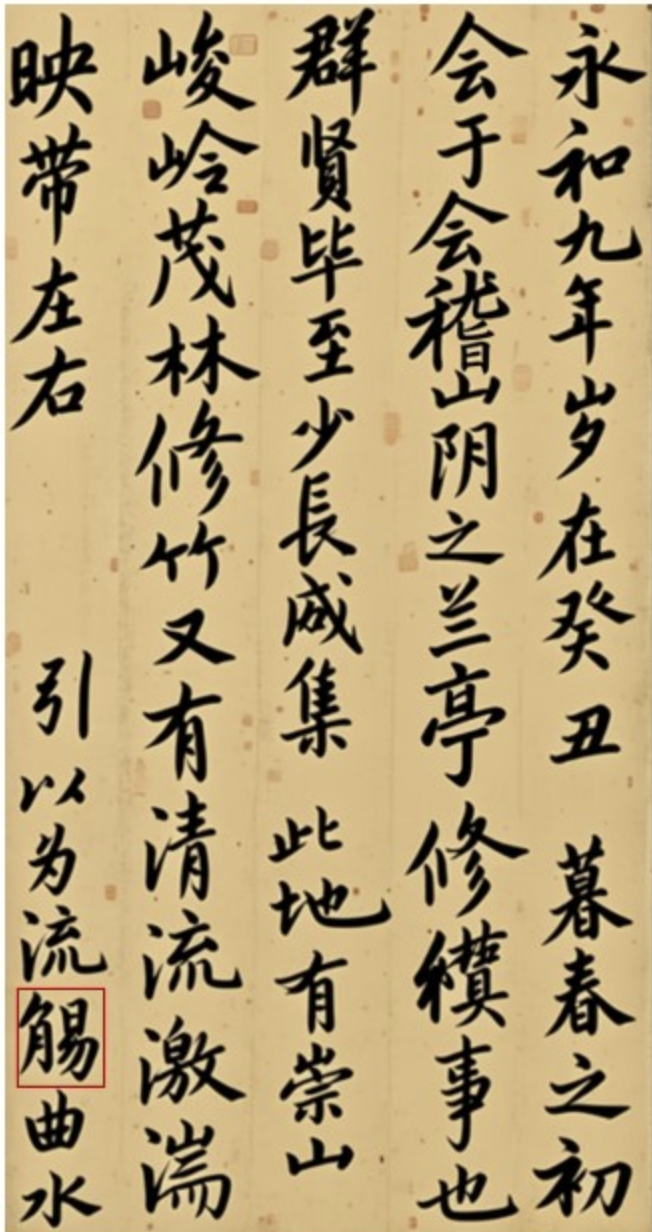 永和九年岁在癸丑 暮春之初
会于会稽山阴之兰亭 修事也
群賢毕至少長咸集 此地有崇山
峻岭茂林修竹又有清流激湍
映带左右 引以为流觞曲水